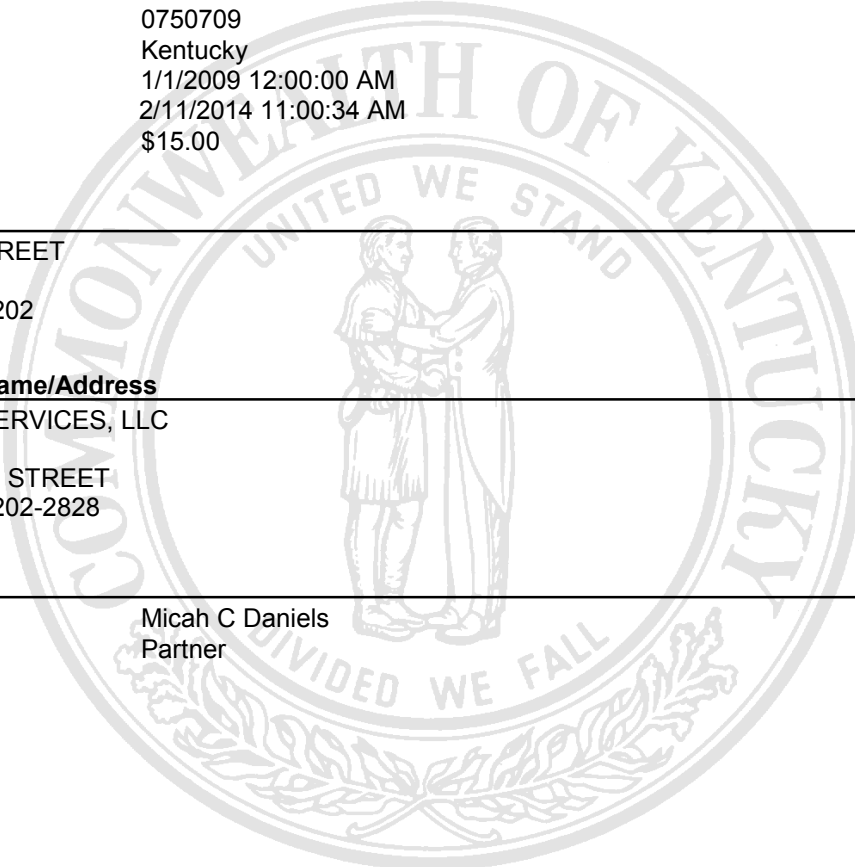 0750709
Kentucky
1/1/2009 12:00:00 AM
2/11/2014 11:00:34 AM
$15.00
COMMONWEALTH OF KENTUCKY
UNITED WE STAND
REET
202
ame/Address
ERVICES, LLC
STREET
202-2828
Micah C Daniels
Partner
DIVIDED WE FALL